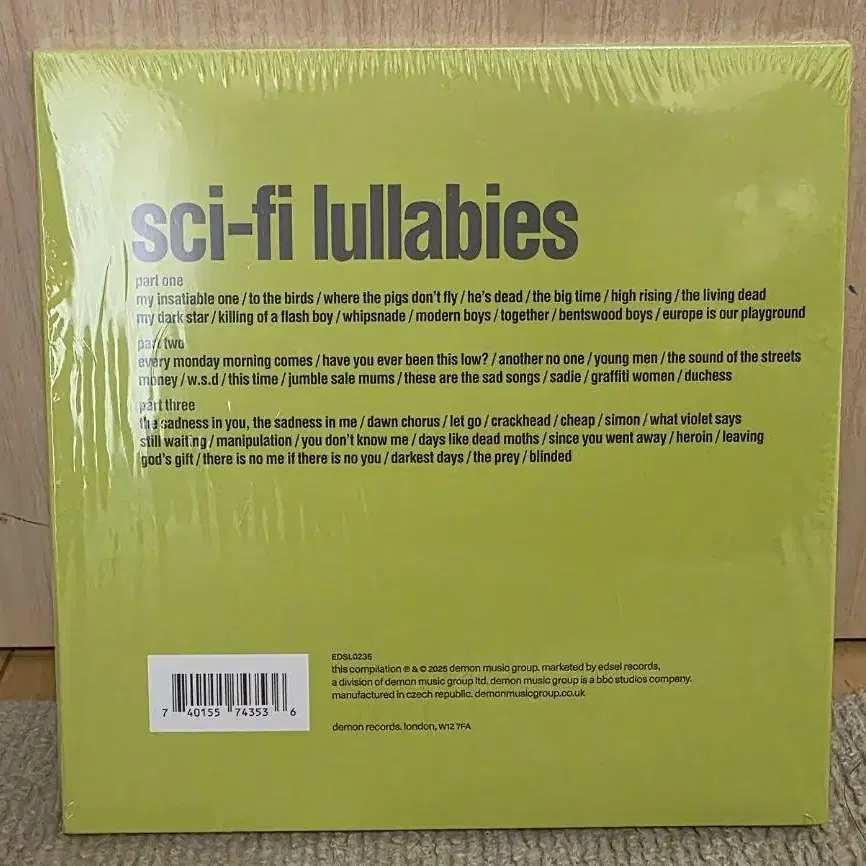 sci-fi lullabies
part one
my insatiable one / to the birds / where the pigs don't fly / he's dead / the big time / high rising / the living dead
my dark star / killing of a flash boy / whipsnade / modern boys / together / bentswood boys / europe is our playground
part two
every monday morning comes / have you ever been this low? / another no one / young men / the sound of the streets
money / w.s.d / this time / jumble sale mums / these are the sad songs / sadie / graffiti women / duchess
part three
the sadness in you, the sadness in me / dawn chorus / let go / crackhead / cheap / simon / what violet says
still waiting / manipulation / you don't know me / days like dead moths / since you went away / heroin / leaving
god's gift / there is no me if there is no you / darkest days / the prey / blinded
EDSL0235
this compilation ℗ & © 2025 demon music group. marketed by edsel records,
a division of demon music group ltd. demon music group is a bbc studios company.
manufactured in czech republic. demonmusicgroup.co.uk
demon records. london, W12 7FA
7 40155 74353 6